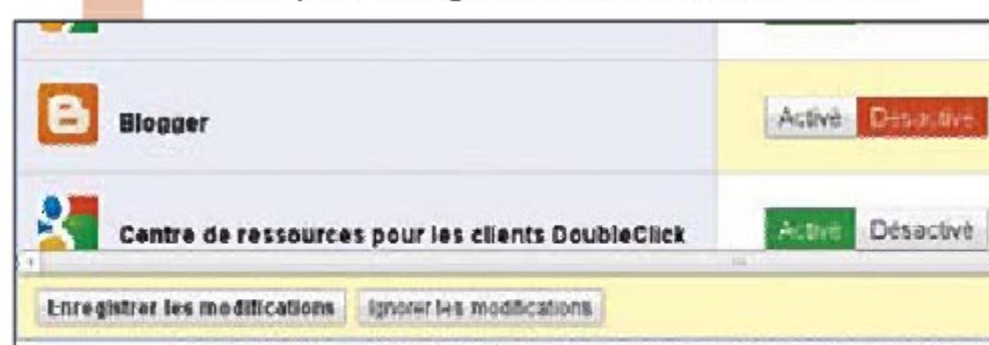 Blogger
Activé Désactivé
Centre de ressources pour les clients DoubleClick
Activé Désactivé
Enregistrer les modifications Ignorer les modifications